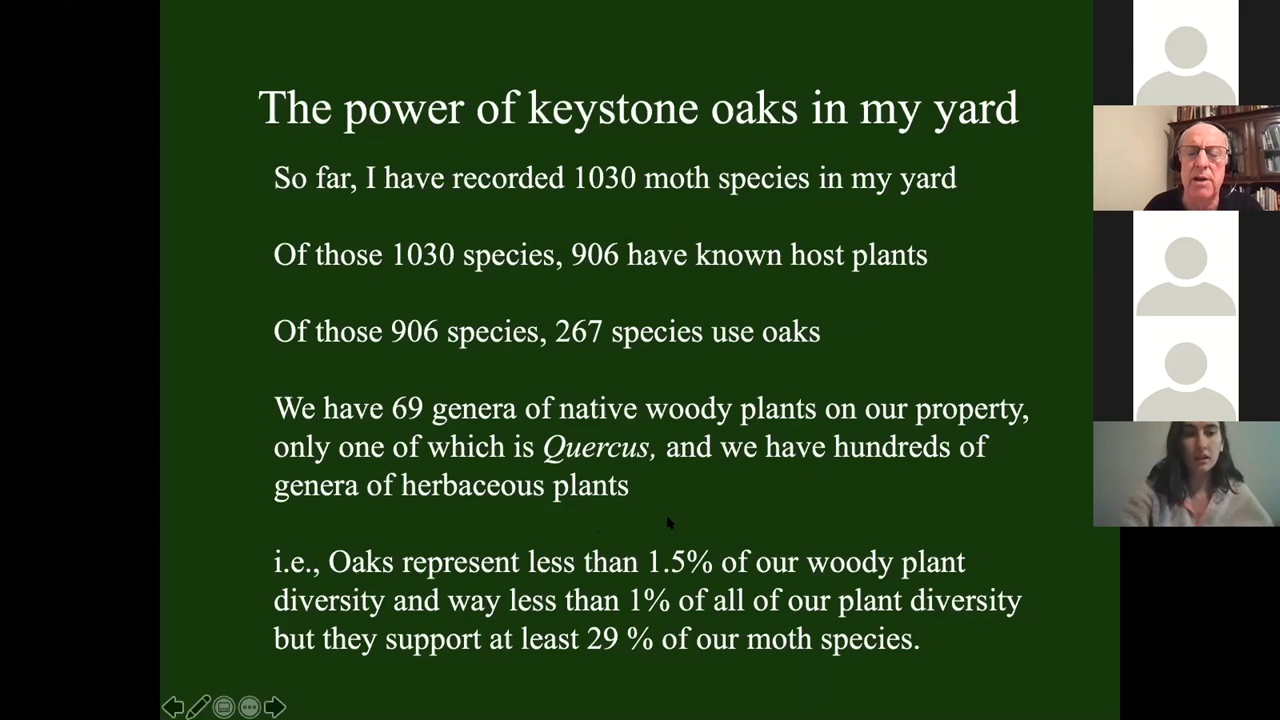 The power of keystone oaks in my yard
So far, I have recorded 1030 moth species in my yard
Of those 1030 species, 906 have known host plants
Of those 906 species, 267 species use oaks
We have 69 genera of native woody plants on our property,
only one of which is Quercus, and we have hundreds of
genera of herbaceous plants
i.e., Oaks represent less than 1.5% of our woody plant
diversity and way less than 1% of all of our plant diversity
but they support at least 29 % of our moth species.